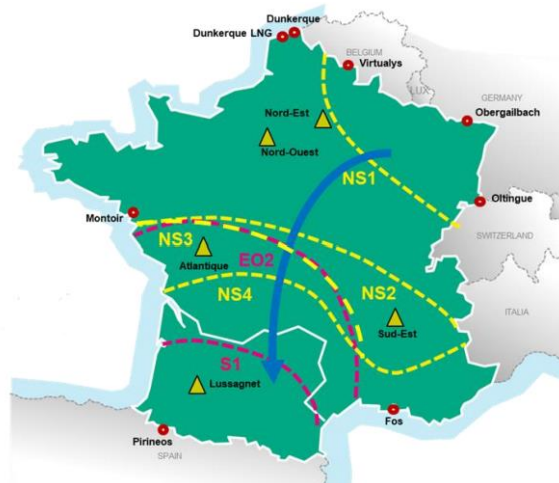 Dunkerque
Dunkerque LNG
BELGIUM
Virtualys
LUX
GERMANY
Nord-Est
Obergailbach
Nord-Ouest
NS1
Oltingue
Montoir
SWITZERLAND
NS3
EO2
Atlantique
NS4
NS2
ITALIA
Sud-Est
S1
Lussagnet
Fos
Pirineos
SPAIN